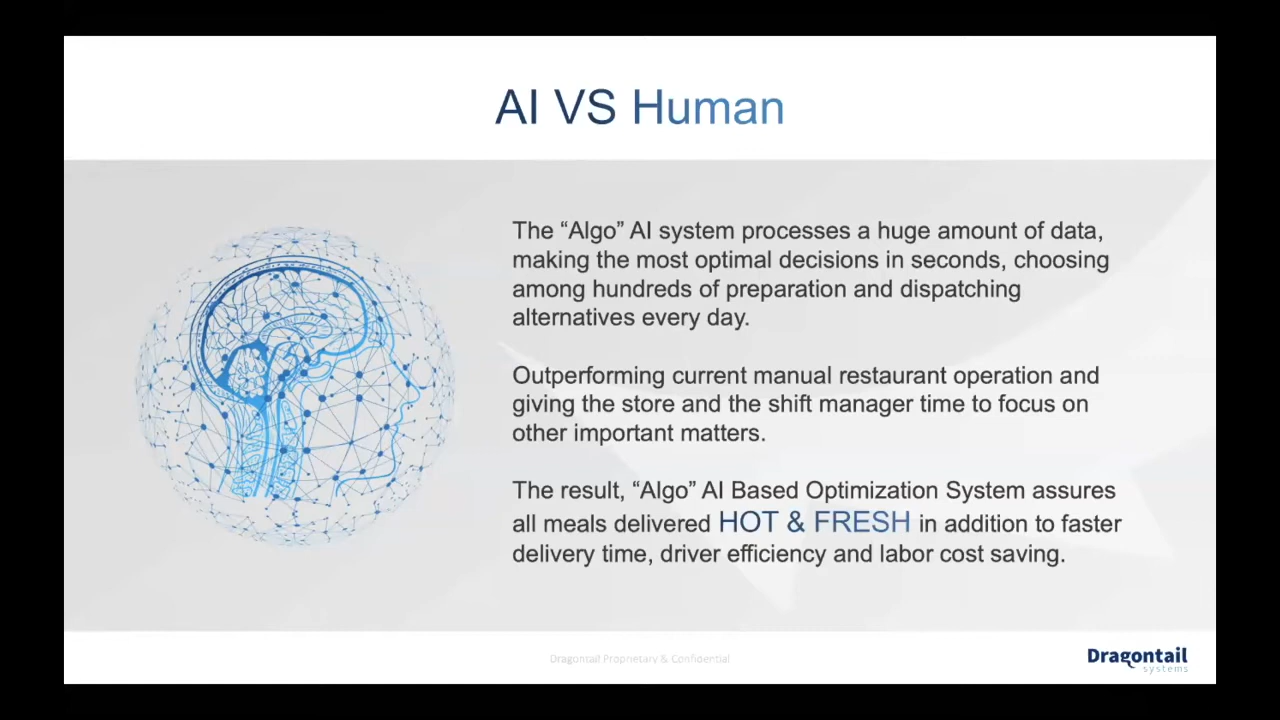 AI VS Human
The “Algo” AI system processes a huge amount of data,
making the most optimal decisions in seconds, choosing
among hundreds of preparation and dispatching
alternatives every day.
Outperforming current manual restaurant operation and
giving the store and the shift manager time to focus on
other important matters.
The result, “Algo” AI Based Optimization System assures
all meals delivered HOT & FRESH in addition to faster
delivery time, driver efficiency and labor cost saving.
Dragontail Proprietary & Confidential
Dragontail
systems